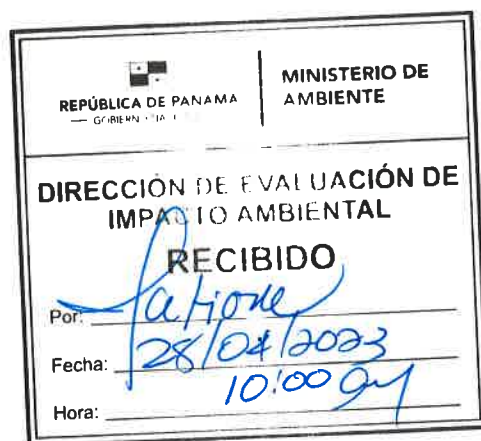 REPÚBLICA DE PANAMA
MINISTERIO DE
AMBIENTE
DIRECCIÓN DE EVALUACIÓN DE
IMPACTO AMBIENTAL
RECIBIDO
Por:
Fecha: 28/04/2023
Hora: 10:00